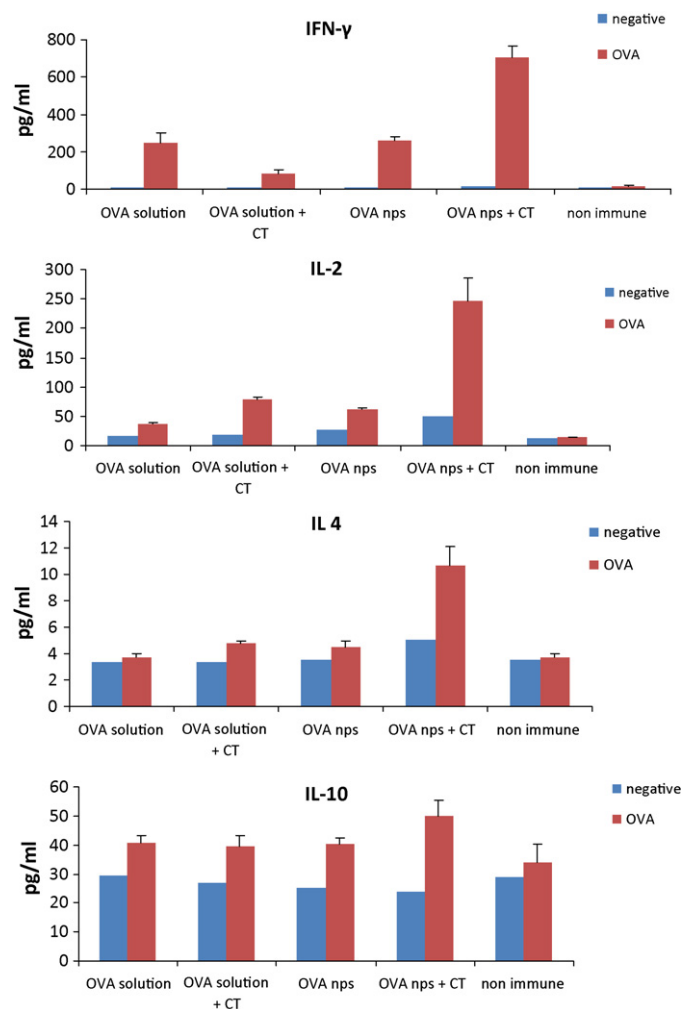 IFN-γ
negative
OVA
pg/ml
800
600
400
200
0
OVA solution
OVA solution +
CT
OVA nps
OVA nps + CT
non immune
IL-2
negative
OVA
pg/ml
300
250
200
150
100
50
0
OVA solution
OVA solution +
CT
OVA nps
OVA nps + CT
non immune
IL 4
negative
OVA
pg/ml
14
12
10
8
6
4
2
0
OVA solution
OVA solution
+ CT
OVA nps
OVA nps + CT
non immune
IL-10
negative
OVA
pg/ml
60
50
40
30
20
10
0
OVA solution
OVA solution
+ CT
OVA nps
OVA nps + CT
non immune